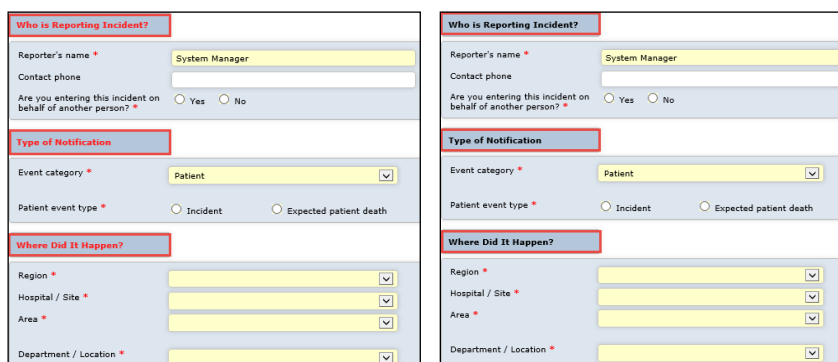 Who is Reporting Incident?
Reporter's name *
System Manager
Contact phone
Are you entering this incident on
behalf of another person? *
Yes No
Type of Notification
Event category *
Patient
Patient event type *
Incident Expected patient death
Where Did It Happen?
Region *
Hospital / Site *
Area *
Department / Location *
Who is Reporting Incident?
Reporter's name *
System Manager
Contact phone
Are you entering this incident on
behalf of another person? *
Yes No
Type of Notification
Event category *
Patient
Patient event type *
Incident Expected patient death
Where Did It Happen?
Region *
Hospital / Site *
Area *
Department / Location *